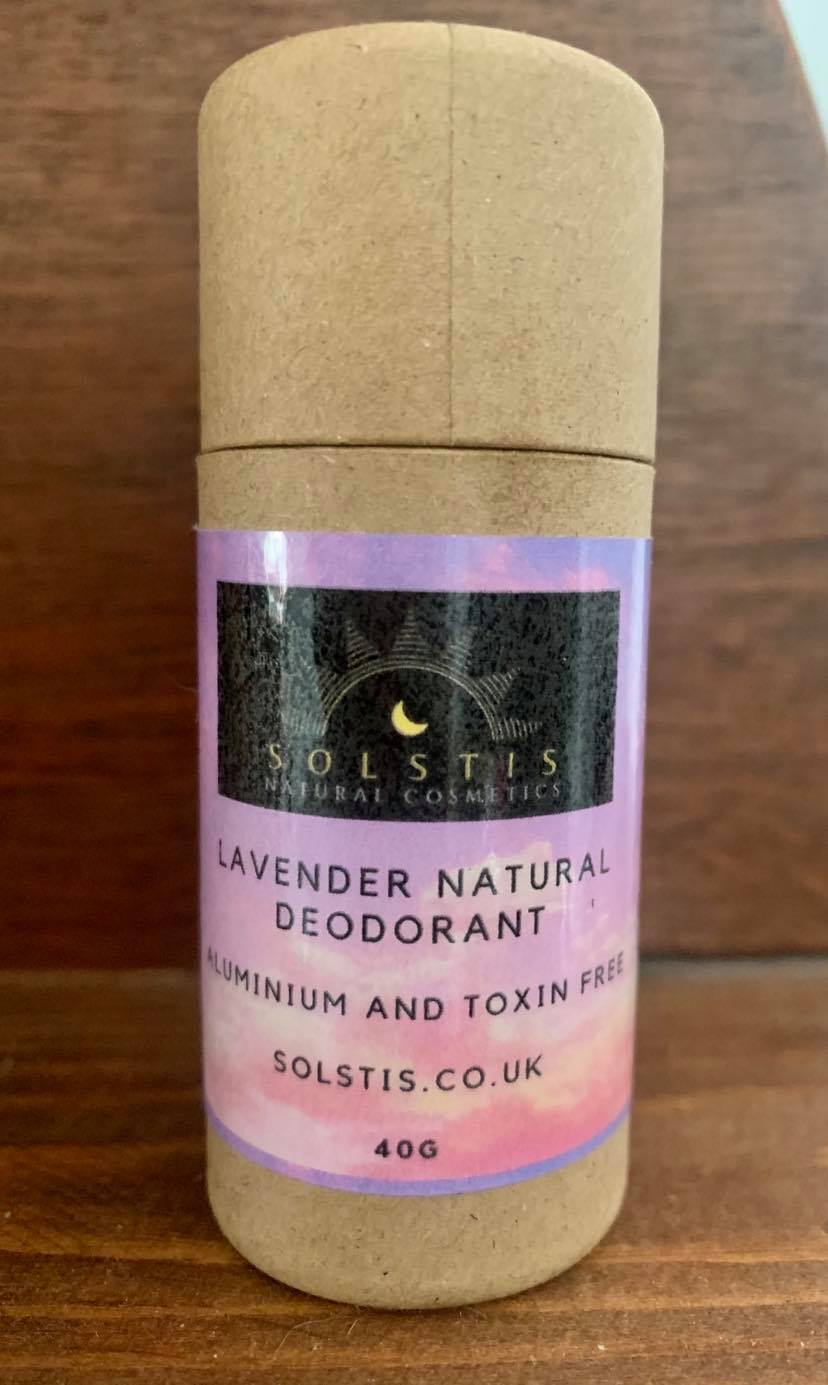 SOLSTIS
NATURAL COSMETICS
LAVENDER NATURAL
DEODORANT
ALUMINIUM AND TOXIN FREE
SOLSTIS.CO.UK
40G